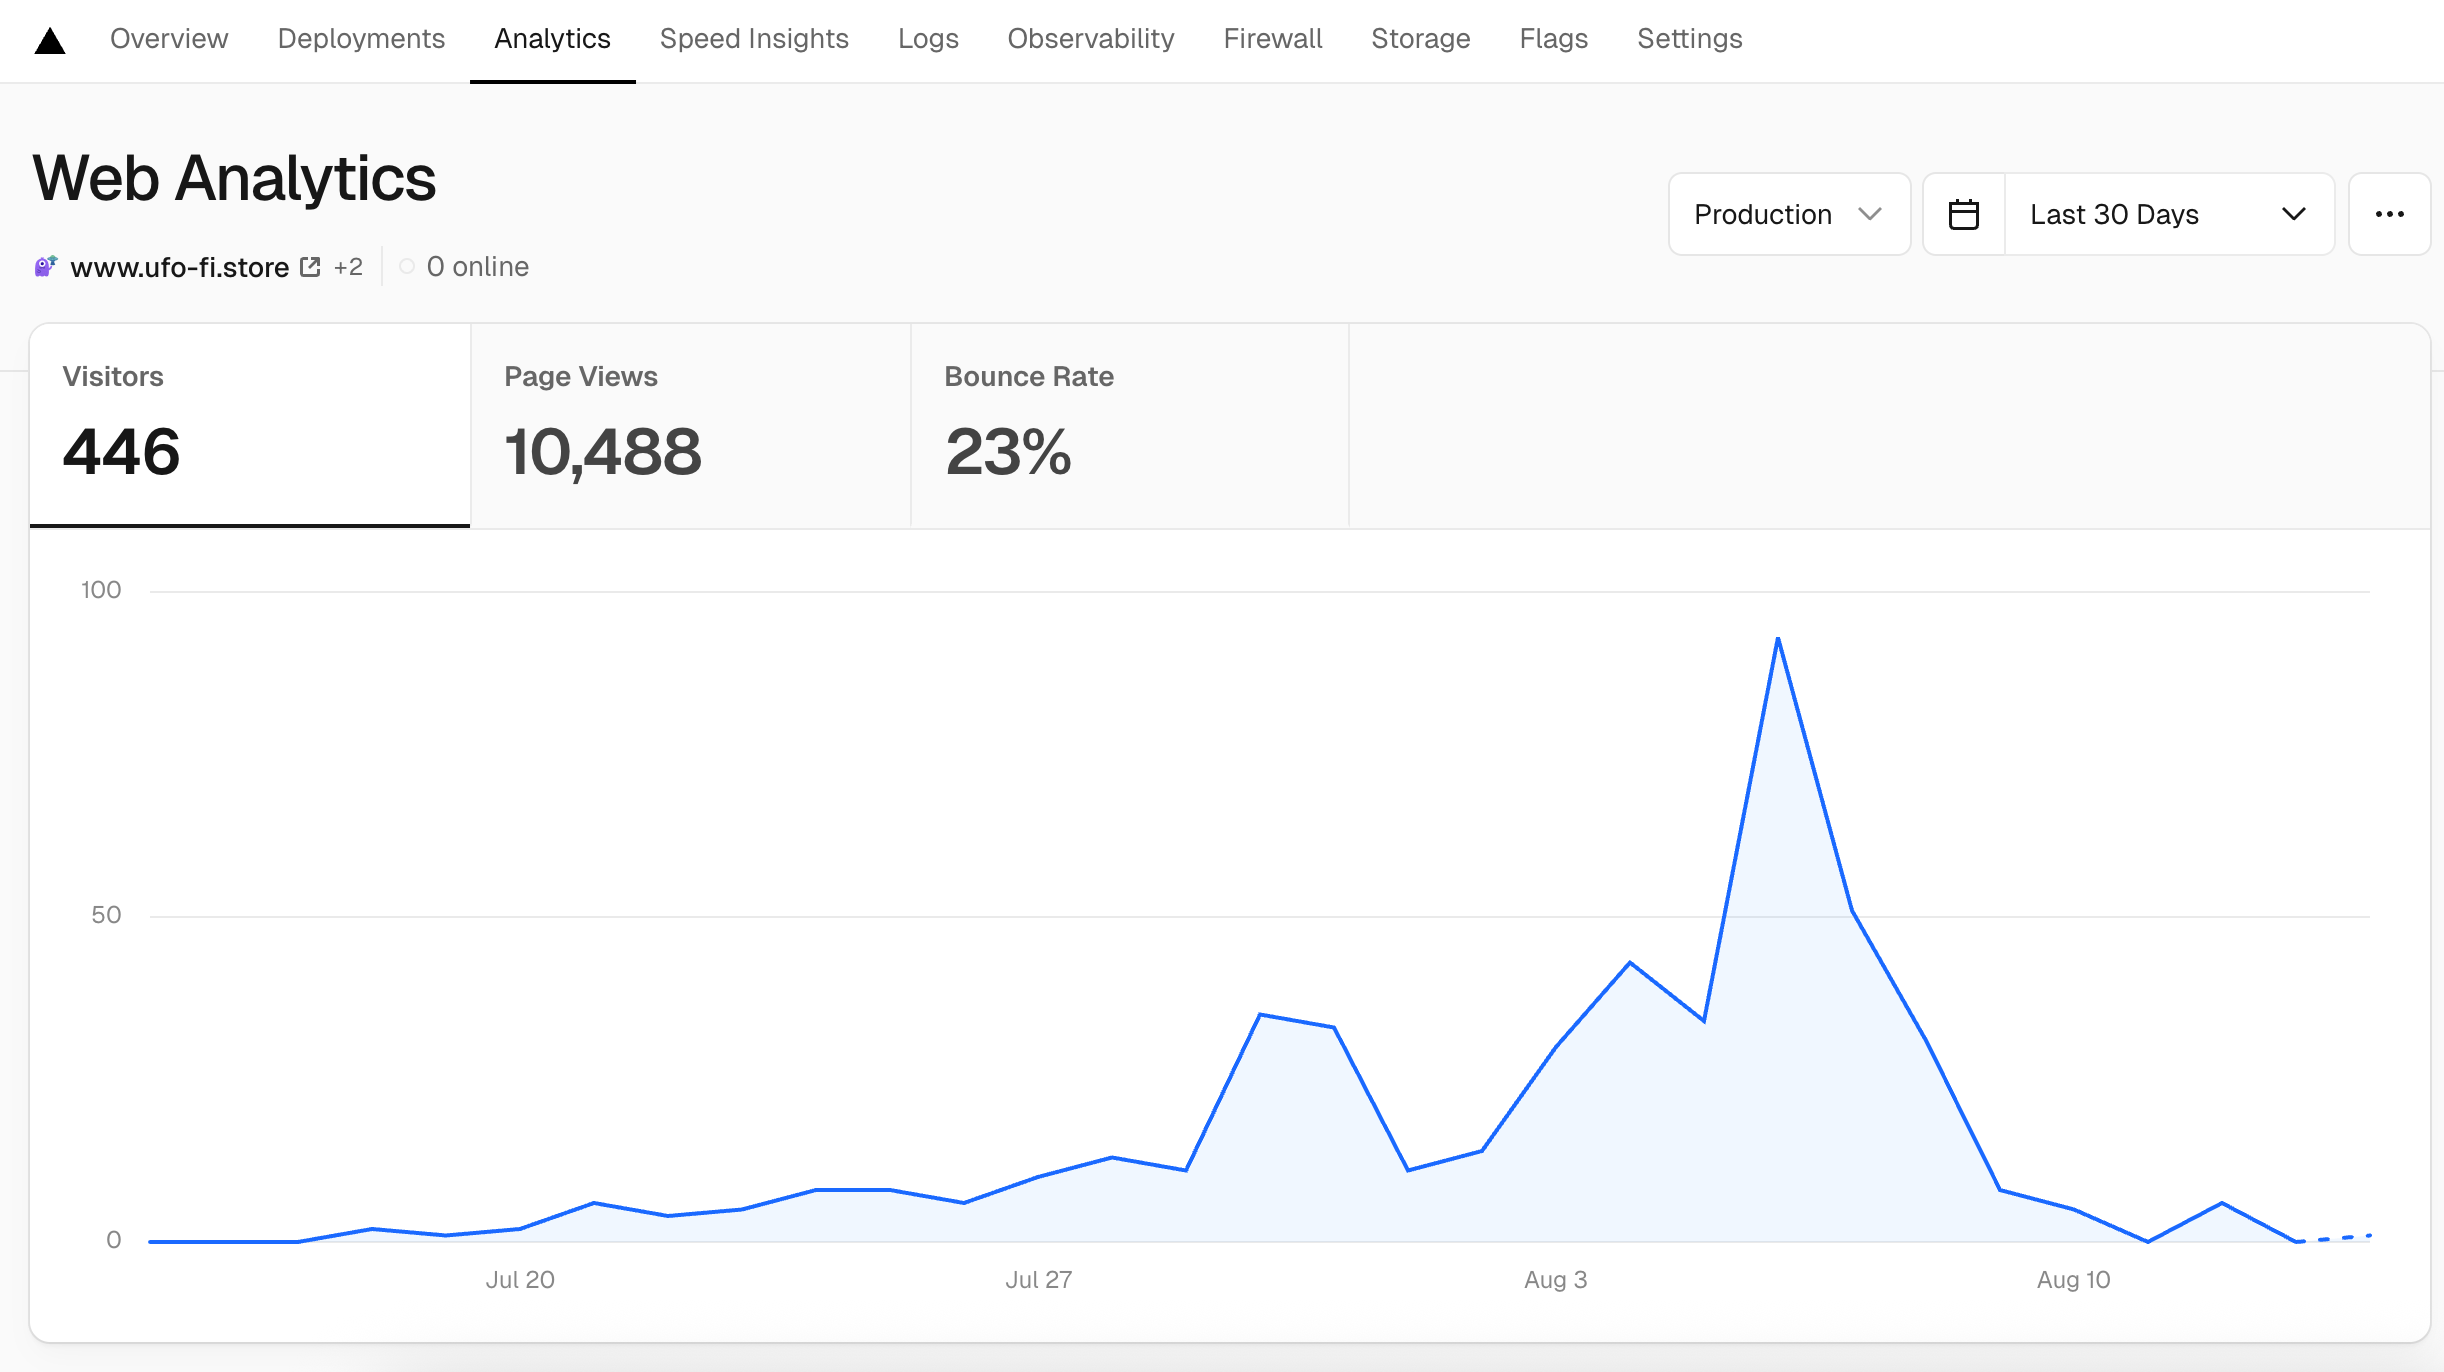 Overview Deployments Analytics Speed Insights Logs Observability Firewall Storage Flags Settings
Web Analytics
Production Last 30 Days
www.ufo-fi.store +2 0 online
Visitors Page Views Bounce Rate
446 10,488 23%
100
50
0
Jul 20 Jul 27 Aug 3 Aug 10